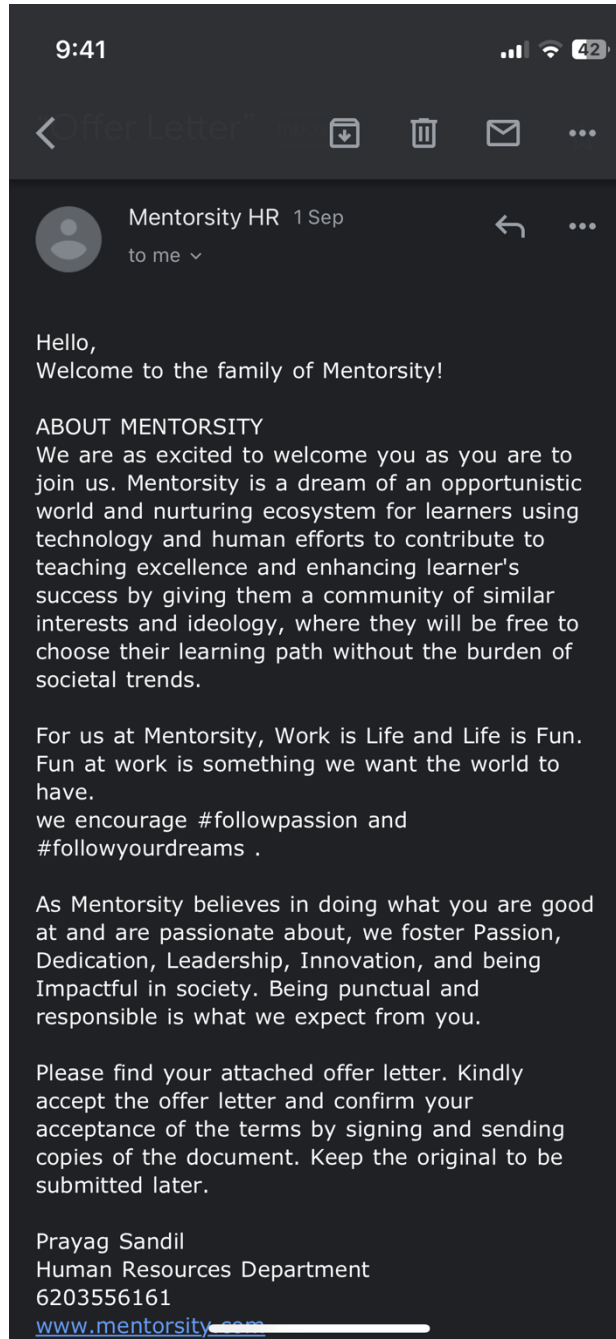 9:41
42
"Offer Letter"
Mentorsity HR 1 Sep
to me
Hello,
Welcome to the family of Mentorsity!
ABOUT MENTORSITY
We are as excited to welcome you as you are to
join us. Mentorsity is a dream of an opportunistic
world and nurturing ecosystem for learners using
technology and human efforts to contribute to
teaching excellence and enhancing learner's
success by giving them a community of similar
interests and ideology, where they will be free to
choose their learning path without the burden of
societal trends.
For us at Mentorsity, Work is Life and Life is Fun.
Fun at work is something we want the world to
have.
we encourage #followpassion and
#followyourdreams .
As Mentorsity believes in doing what you are good
at and are passionate about, we foster Passion,
Dedication, Leadership, Innovation, and being
Impactful in society. Being punctual and
responsible is what we expect from you.
Please find your attached offer letter. Kindly
accept the offer letter and confirm your
acceptance of the terms by signing and sending
copies of the document. Keep the original to be
submitted later.
Prayag Sandil
Human Resources Department
6203556161
www.mentorsity.com